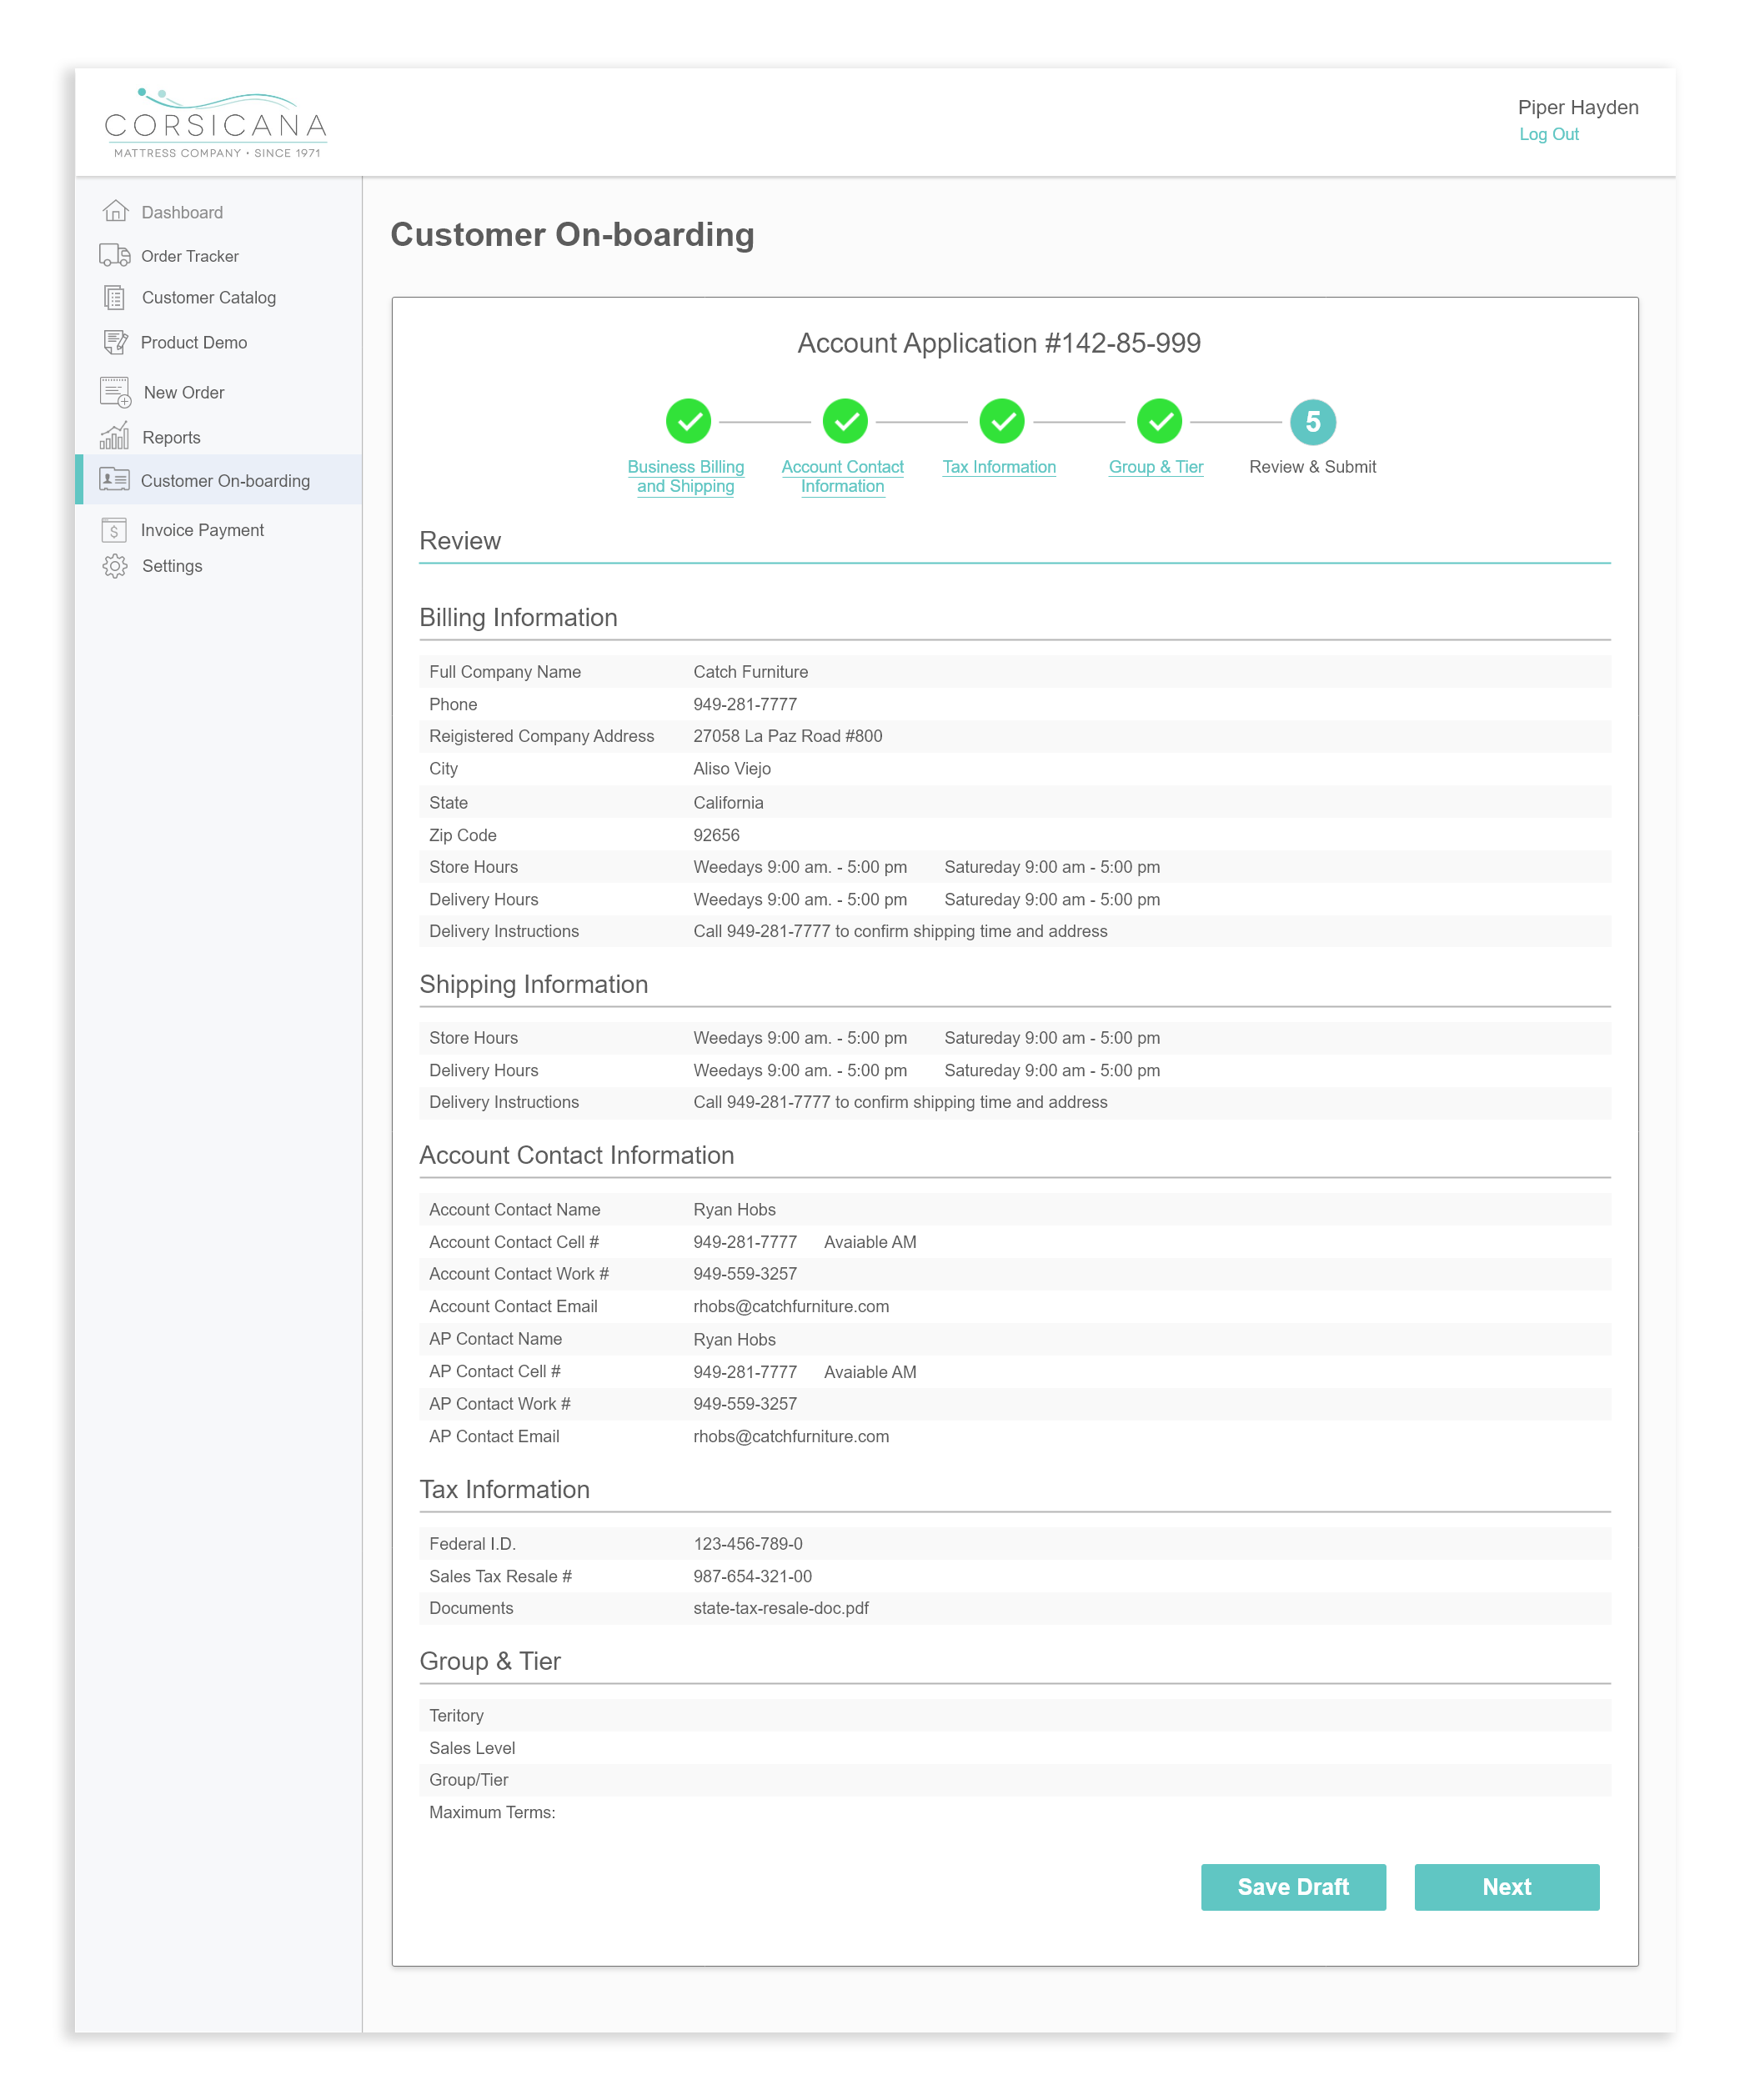 CORSICANA
MATTRESS COMPANY • SINCE 1971
Piper Hayden
Log Out
Dashboard
Order Tracker
Customer Catalog
Product Demo
New Order
Reports
Customer On-boarding
Invoice Payment
Settings
Customer On-boarding
Account Application #142-85-999
5
Business Billing
and Shipping
Account Contact
Information
Tax Information
Group & Tier
Review & Submit
Review
Billing Information
Full Company Name Catch Furniture
Phone 949-281-7777
Reigistered Company Address 27058 La Paz Road #800
City Aliso Viejo
State California
Zip Code 92656
Store Hours Weedays 9:00 am. - 5:00 pm Satureday 9:00 am - 5:00 pm
Delivery Hours Weedays 9:00 am. - 5:00 pm Satureday 9:00 am - 5:00 pm
Delivery Instructions Call 949-281-7777 to confirm shipping time and address
Shipping Information
Store Hours Weedays 9:00 am. - 5:00 pm Satureday 9:00 am - 5:00 pm
Delivery Hours Weedays 9:00 am. - 5:00 pm Satureday 9:00 am - 5:00 pm
Delivery Instructions Call 949-281-7777 to confirm shipping time and address
Account Contact Information
Account Contact Name Ryan Hobs
Account Contact Cell # 949-281-7777 Avaiable AM
Account Contact Work # 949-559-3257
Account Contact Email rhobs@catchfurniture.com
AP Contact Name Ryan Hobs
AP Contact Cell # 949-281-7777 Avaiable AM
AP Contact Work # 949-559-3257
AP Contact Email rhobs@catchfurniture.com
Tax Information
Federal I.D. 123-456-789-0
Sales Tax Resale # 987-654-321-00
Documents state-tax-resale-doc.pdf
Group & Tier
Teritory
Sales Level
Group/Tier
Maximum Terms:
Save Draft
Next